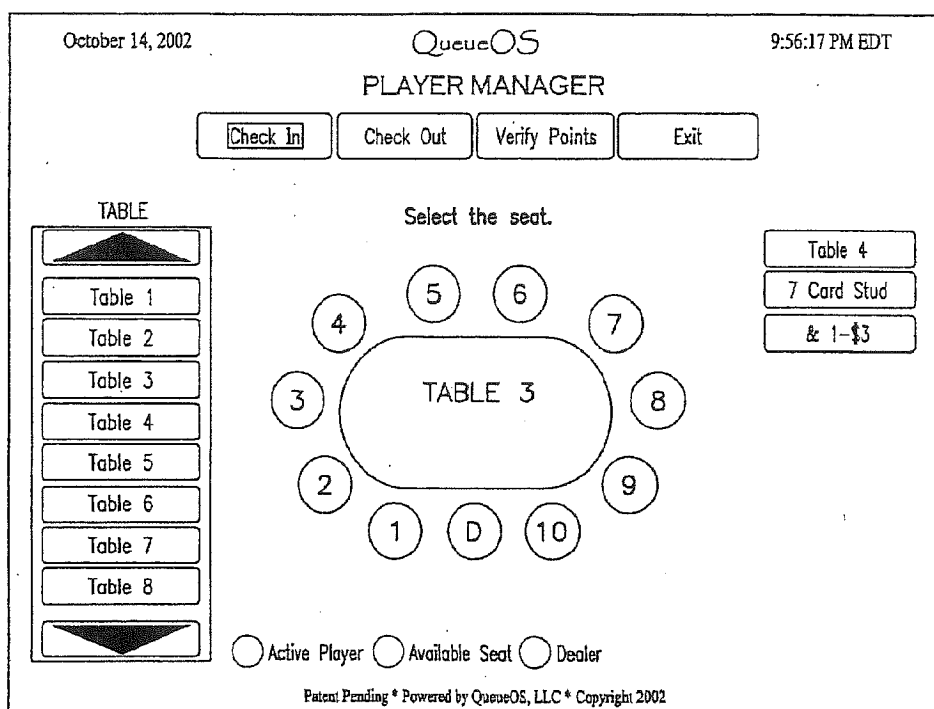 October 14, 2002 QueueOS 9:56:17 PM EDT
PLAYER MANAGER
Check In Check Out Verify Points Exit
TABLE
Select the seat.
Table 1
Table 2
Table 3
Table 4
Table 5
Table 6
Table 7
Table 8
5 6
4 7
3 TABLE 3 8
2 9
1 D 10
Table 4
7 Card Stud
& 1-$3
Active Player Available Seat Dealer
Patent Pending * Powered by QueueOS, LLC * Copyright 2002